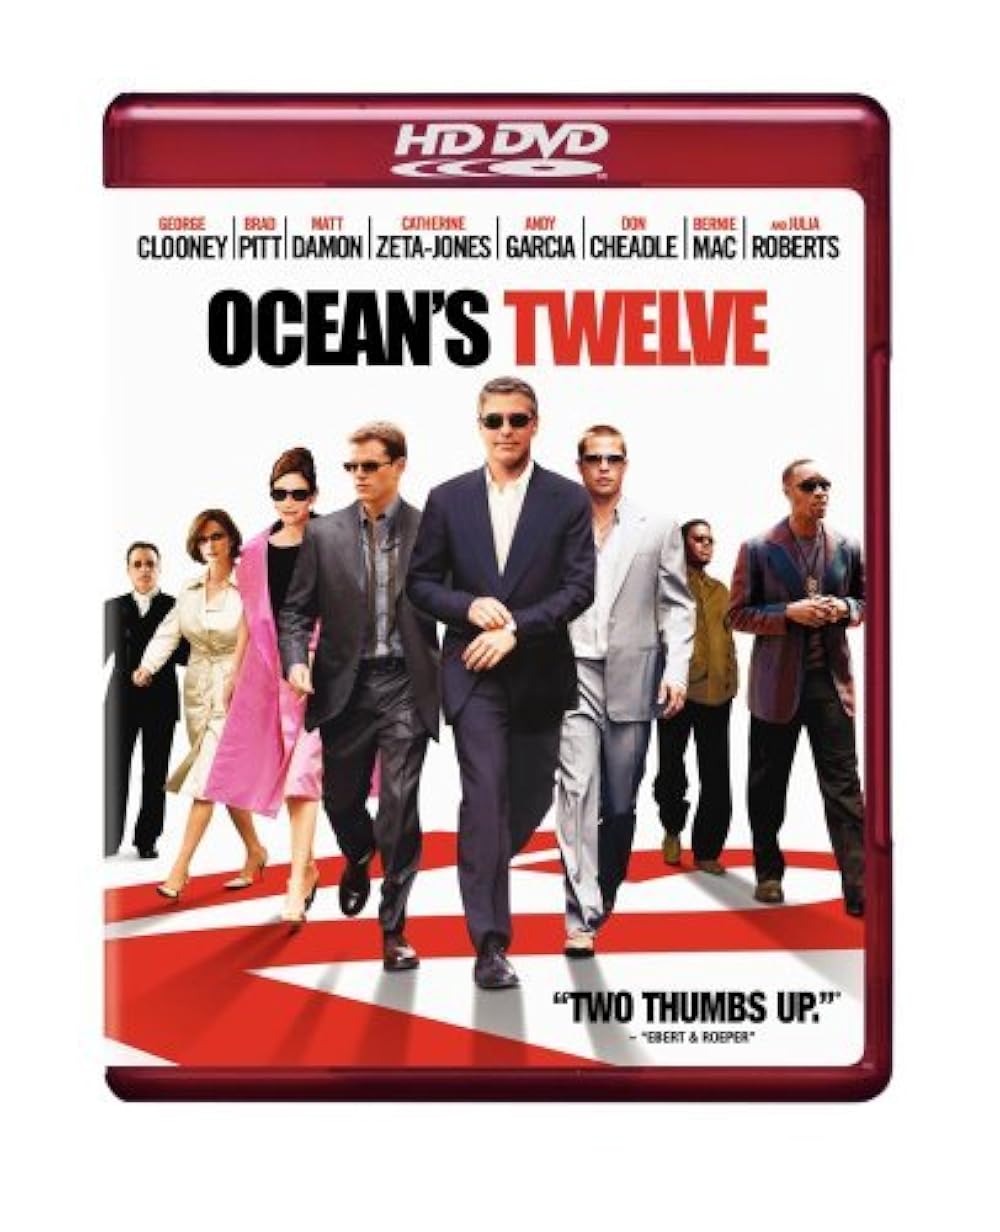 HD DVD
GEORGE CLOONEY
BRAD PITT
MATT DAMON
CATHERINE ZETA-JONES
ANDY GARCIA
DON CHEADLE
BERNIE MAC
AND JULIA ROBERTS
OCEAN'S TWELVE
"TWO THUMBS UP."
– "EBERT & ROEPER"